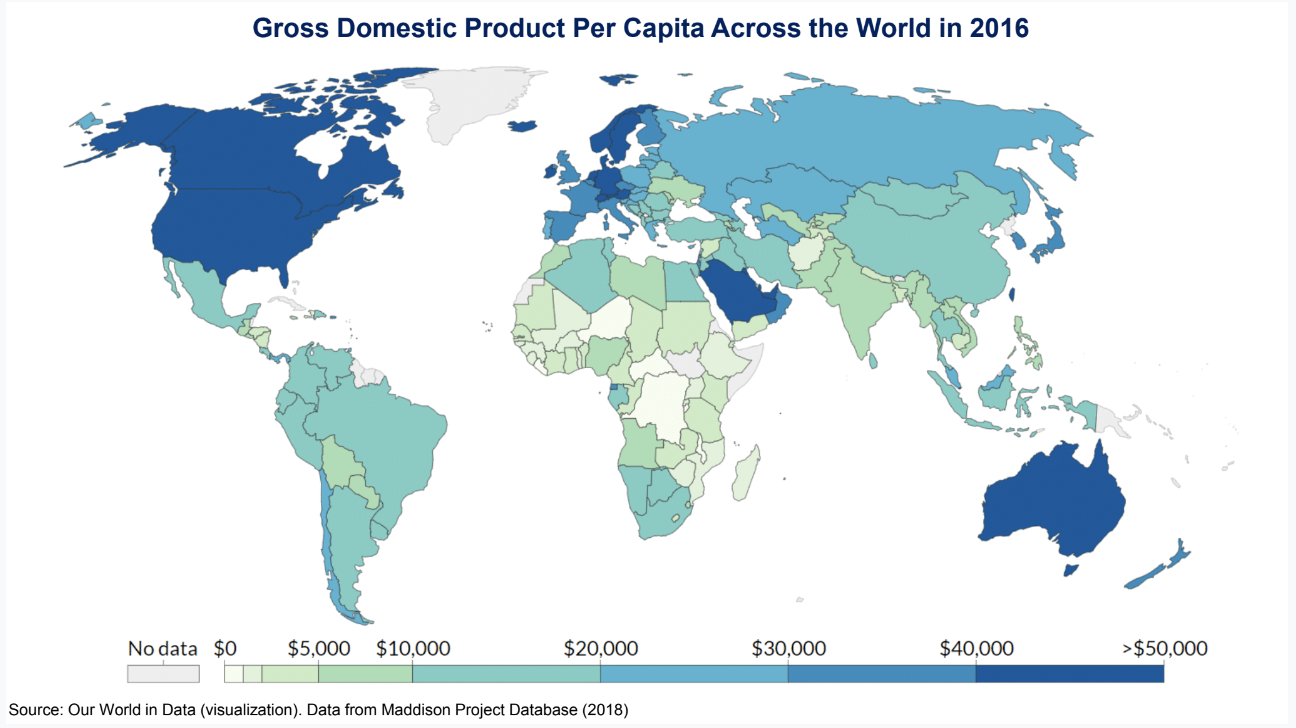 Gross Domestic Product Per Capita Across the World in 2016
No data $0 $5,000 $10,000 $20,000 $30,000 $40,000 >$50,000
Source: Our World in Data (visualization). Data from Maddison Project Database (2018)